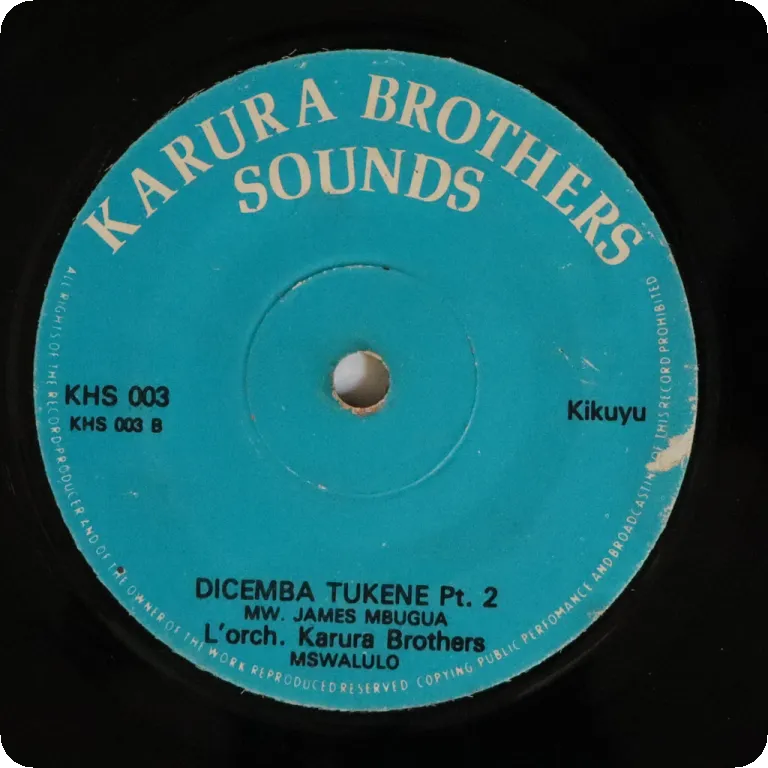 KARURA BROTHERS
SOUNDS
KHS 003
KHS 003 B
Kikuyu
DICEMBA TUKENE Pt. 2
MW. JAMES MBUGUA
L'orch. Karura Brothers
MSWALULO
ALL RIGHTS OF THE RECORD PRODUCER AND OF THE OWNER OF THE WORK REPRODUCED RESERVED COPYING PUBLIC PERFOMANCE AND BROADCASTING OF THIS RECORD PROHIBITED